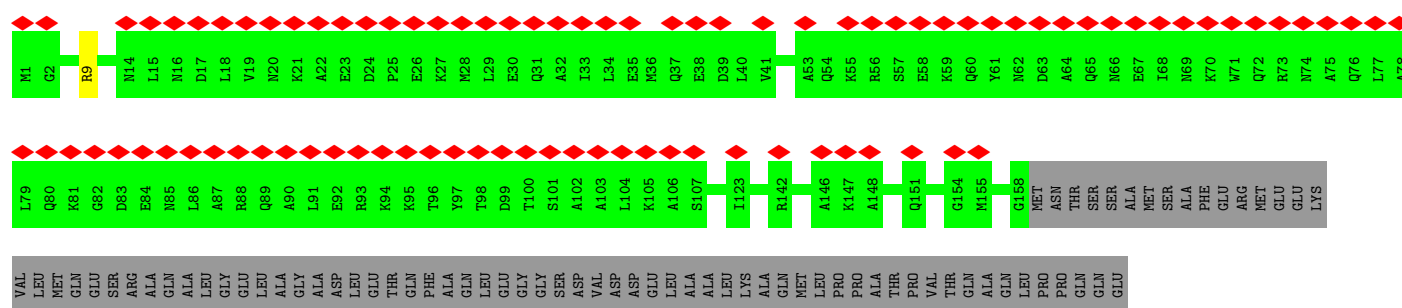 M1 G2 R9 N14 L15 N16 D17 L18 V19 N20 K21 A22 E23 D24 P25 E26 K27 M28 L29 E30 Q31 A32 I33 L34 E35 M36 Q37 E38 D39 L40 V41 A53 Q54 K55 R56 S57 E58 K59 Q60 Y61 N62 D63 A64 Q65 N66 E67 I68 N69 K70 W71 Q72 R73 N74 A75 Q76 L77 A78
L79 Q80 K81 G82 D83 E84 N85 L86 A87 R88 Q89 A90 L91 E92 R93 K94 K95 T96 Y97 T98 D99 T100 S101 A102 A103 L104 K105 A106 S107 I123 R142 A146 K147 A148 Q151 G154 M155 G158 MET ASN THR SER SER ALA MET SER ALA PHE GLU ARG MET GLU GLU LYS
VAL LEU MET GLN GLU SER ARG ALA GLN ALA LEU GLY GLU LEU ALA GLY ALA ASP LEU GLU THR GLN PHE ALA GLN LEU GLU GLY GLY SER ASP VAL ASP ASP GLU LEU ALA ALA LEU LYS ALA GLN MET LEU PRO PRO ALA THR PRO VAL THR GLN ALA GLN LEU PRO PRO GLN GLN GLU